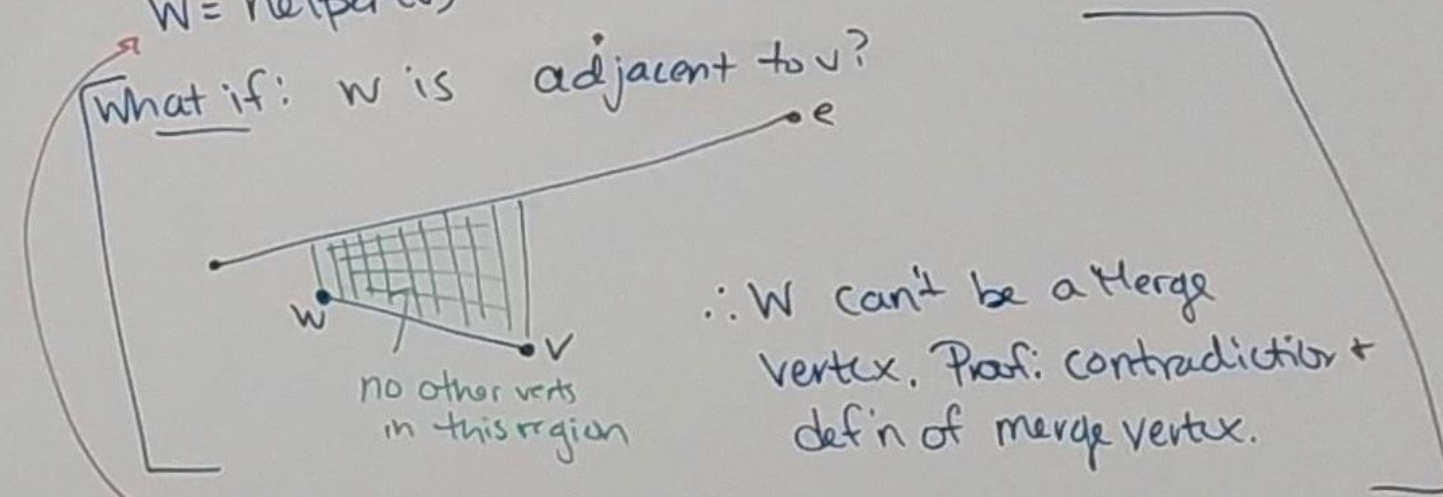 W = helper(e)
What if: W is adjacent to v?
e
W
V
no other verts
in this region
∴ W can't be a Merge
vertex. Proof: contradiction +
def'n of merge vertex.